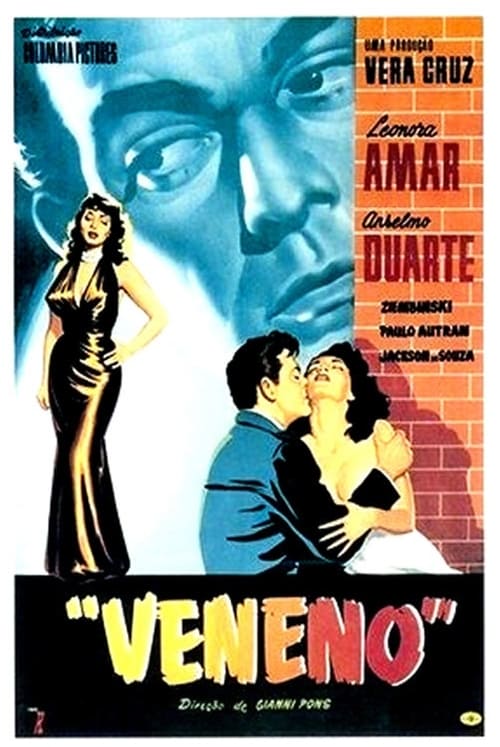 Distribuição
COLUMBIA PICTURES
UMA PRODUÇÃO
VERA CRUZ
Leonora
AMAR
Anselmo
DUARTE
ZIEMBINSKI
PAULO AUTRAN
JACKSON DE SOUZA
"VENENO"
Direção de GIANNI PONS